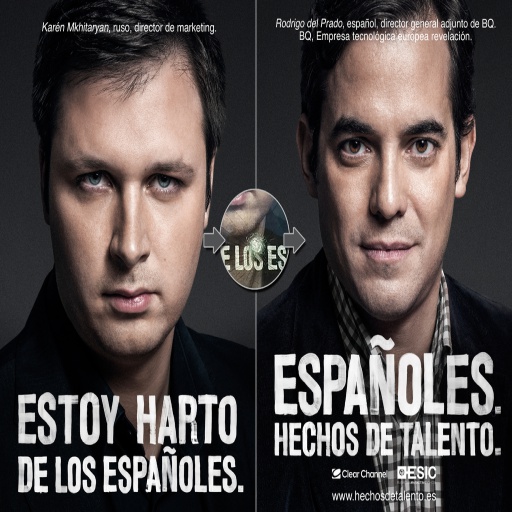 Karén Mkhitaryan, ruso, director de marketing.
ESTOY HARTO
DE LOS ESPAÑOLES.
E LOS ES
Rodrigo del Prado, español, director general adjunto de BQ.
BQ, Empresa tecnológica europea revelación.
ESPAÑOLES.
HECHOS DE TALENTO.
Clear Channel ESIC
www.hechosdetalento.es